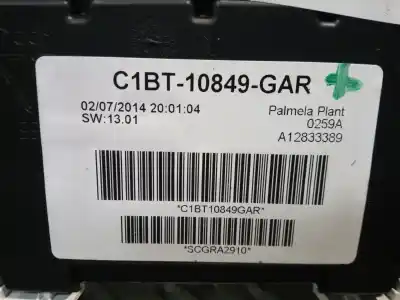 C1BT-10849-GAR
02/07/2014 20:01:04
Palmela Plant
SW:13.01
0259A
A12833389
*C1BT10849GAR*
*SCGRA2910*